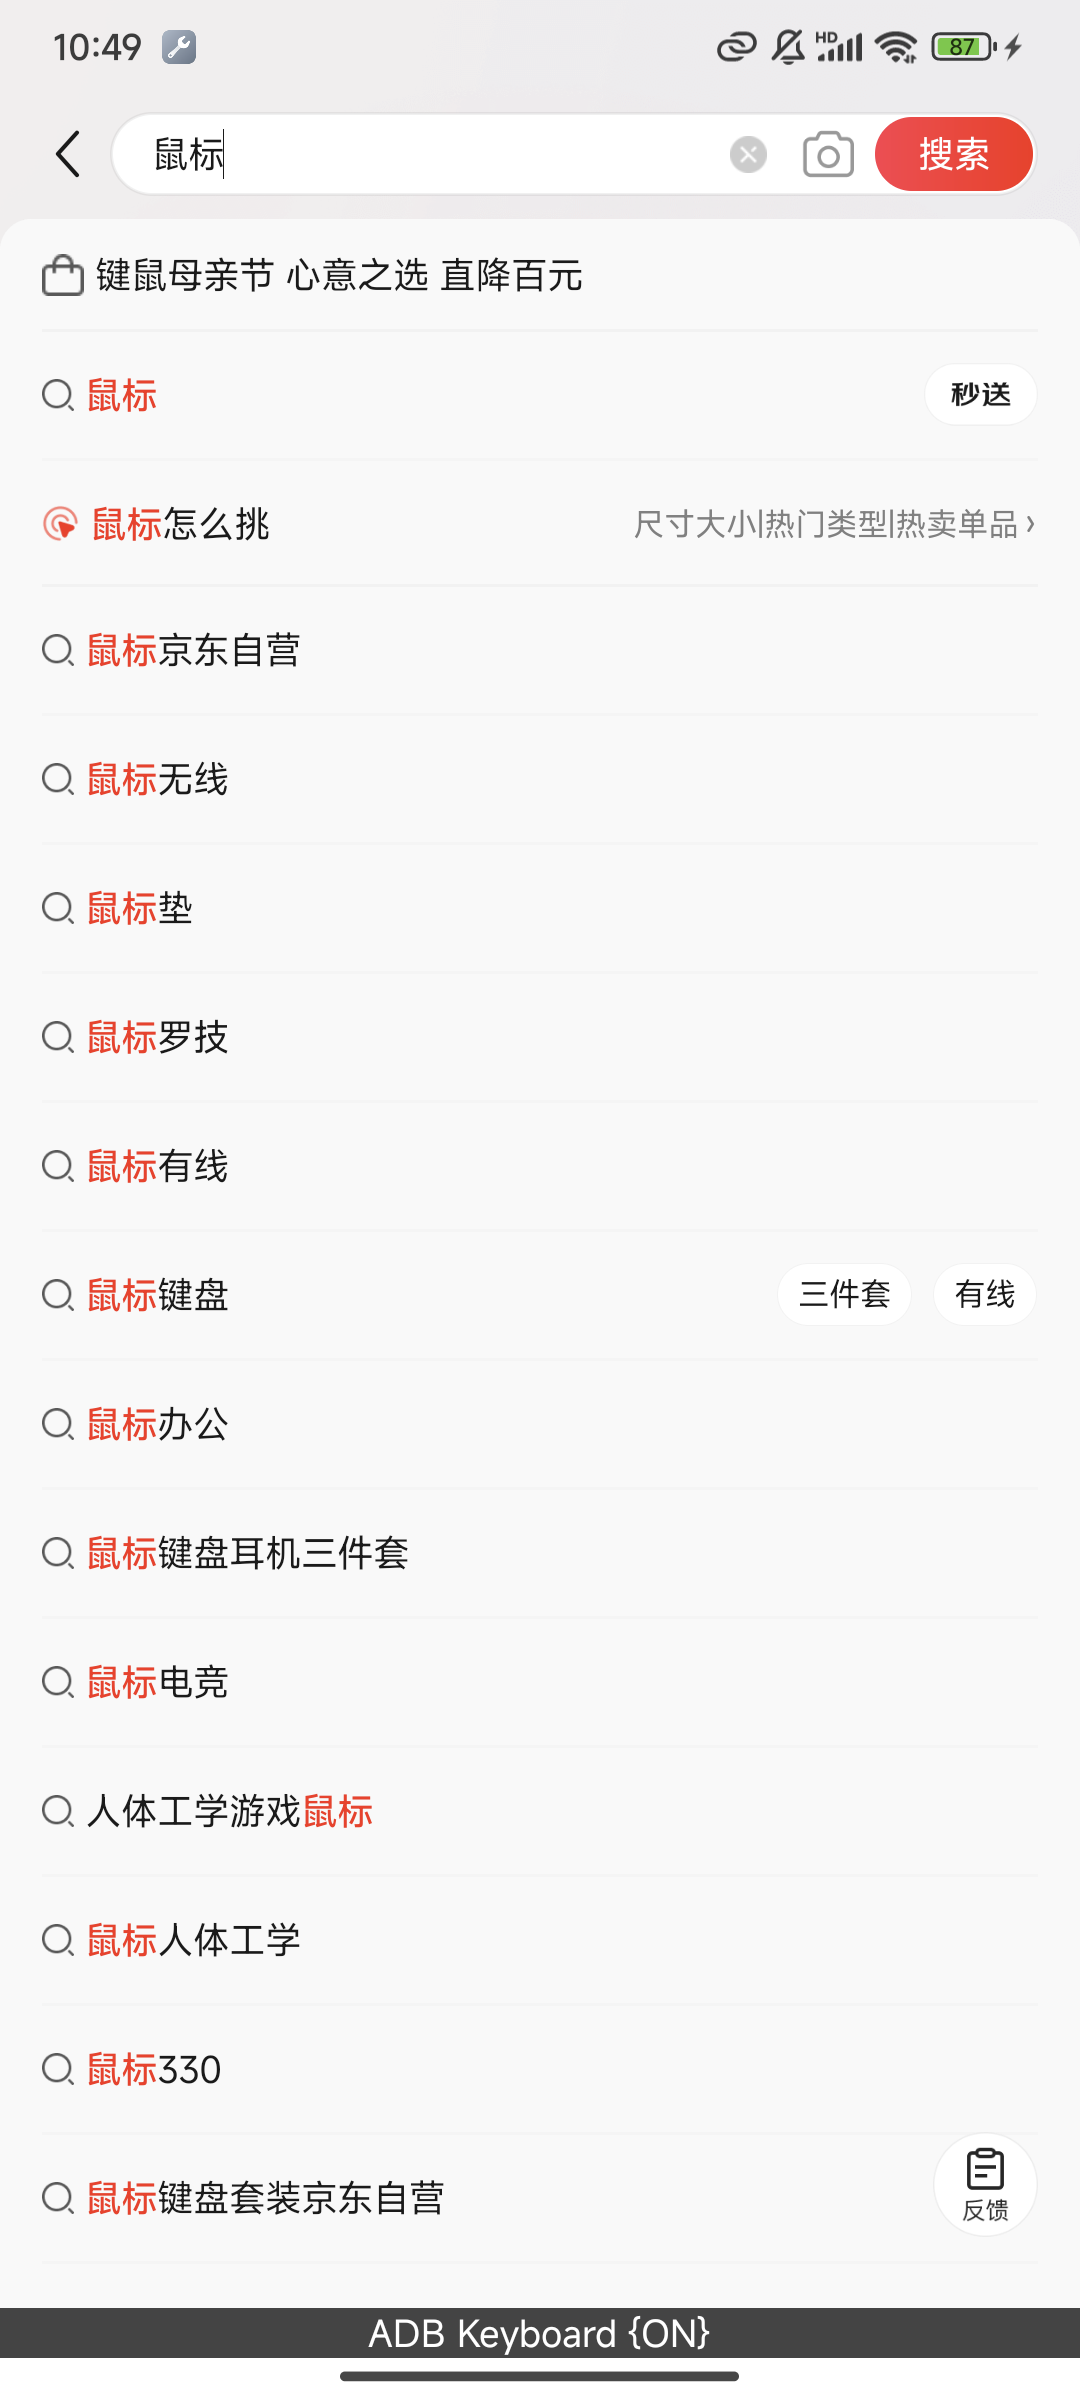 10:49
HD
87
鼠标
搜索
键鼠母亲节 心意之选 直降百元
鼠标
秒送
鼠标怎么挑
尺寸大小|热门类型|热卖单品 ›
鼠标京东自营
鼠标无线
鼠标垫
鼠标罗技
鼠标有线
鼠标键盘
三件套
有线
鼠标办公
鼠标键盘耳机三件套
鼠标电竞
人体工学游戏鼠标
鼠标人体工学
鼠标330
鼠标键盘套装京东自营
反馈
ADB Keyboard {ON}